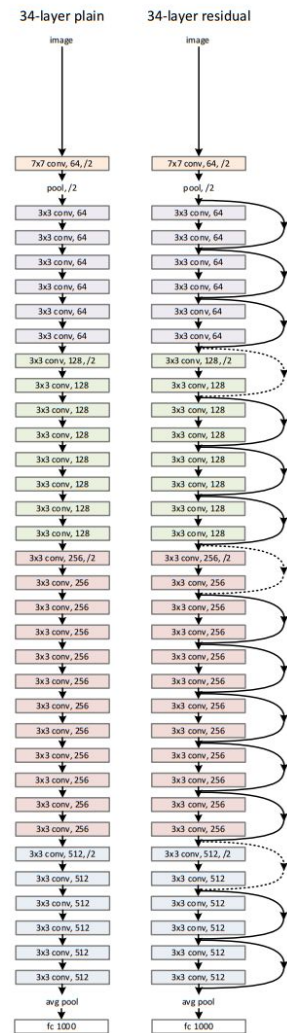 34-layer plain
image
7x7 conv, 64, /2
pool, /2
3x3 conv, 64
3x3 conv, 64
3x3 conv, 64
3x3 conv, 64
3x3 conv, 64
3x3 conv, 64
3x3 conv, 128, /2
3x3 conv, 128
3x3 conv, 128
3x3 conv, 128
3x3 conv, 128
3x3 conv, 128
3x3 conv, 128
3x3 conv, 128
3x3 conv, 256, /2
3x3 conv, 256
3x3 conv, 256
3x3 conv, 256
3x3 conv, 256
3x3 conv, 256
3x3 conv, 256
3x3 conv, 256
3x3 conv, 256
3x3 conv, 256
3x3 conv, 256
3x3 conv, 256
3x3 conv, 512, /2
3x3 conv, 512
3x3 conv, 512
3x3 conv, 512
3x3 conv, 512
3x3 conv, 512
avg pool
fc 1000
34-layer residual
image
7x7 conv, 64, /2
pool, /2
3x3 conv, 64
3x3 conv, 64
3x3 conv, 64
3x3 conv, 64
3x3 conv, 64
3x3 conv, 64
3x3 conv, 128, /2
3x3 conv, 128
3x3 conv, 128
3x3 conv, 128
3x3 conv, 128
3x3 conv, 128
3x3 conv, 128
3x3 conv, 128
3x3 conv, 256, /2
3x3 conv, 256
3x3 conv, 256
3x3 conv, 256
3x3 conv, 256
3x3 conv, 256
3x3 conv, 256
3x3 conv, 256
3x3 conv, 256
3x3 conv, 256
3x3 conv, 256
3x3 conv, 256
3x3 conv, 512, /2
3x3 conv, 512
3x3 conv, 512
3x3 conv, 512
3x3 conv, 512
3x3 conv, 512
avg pool
fc 1000